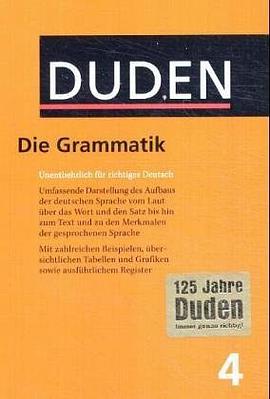 DUDEN
Die Grammatik
Unentbehrlich für richtiges Deutsch
Umfassende Darstellung des Aufbaus
der deutschen Sprache vom Laut
über das Wort und den Satz bis hin
zum Text und zu den Merkmalen
der gesprochenen Sprache
Mit zahlreichen Beispielen, über-
sichtlichen Tabellen und Grafiken
sowie ausführlichem Register
125 Jahre
Duden
Immer genau richtig!
4